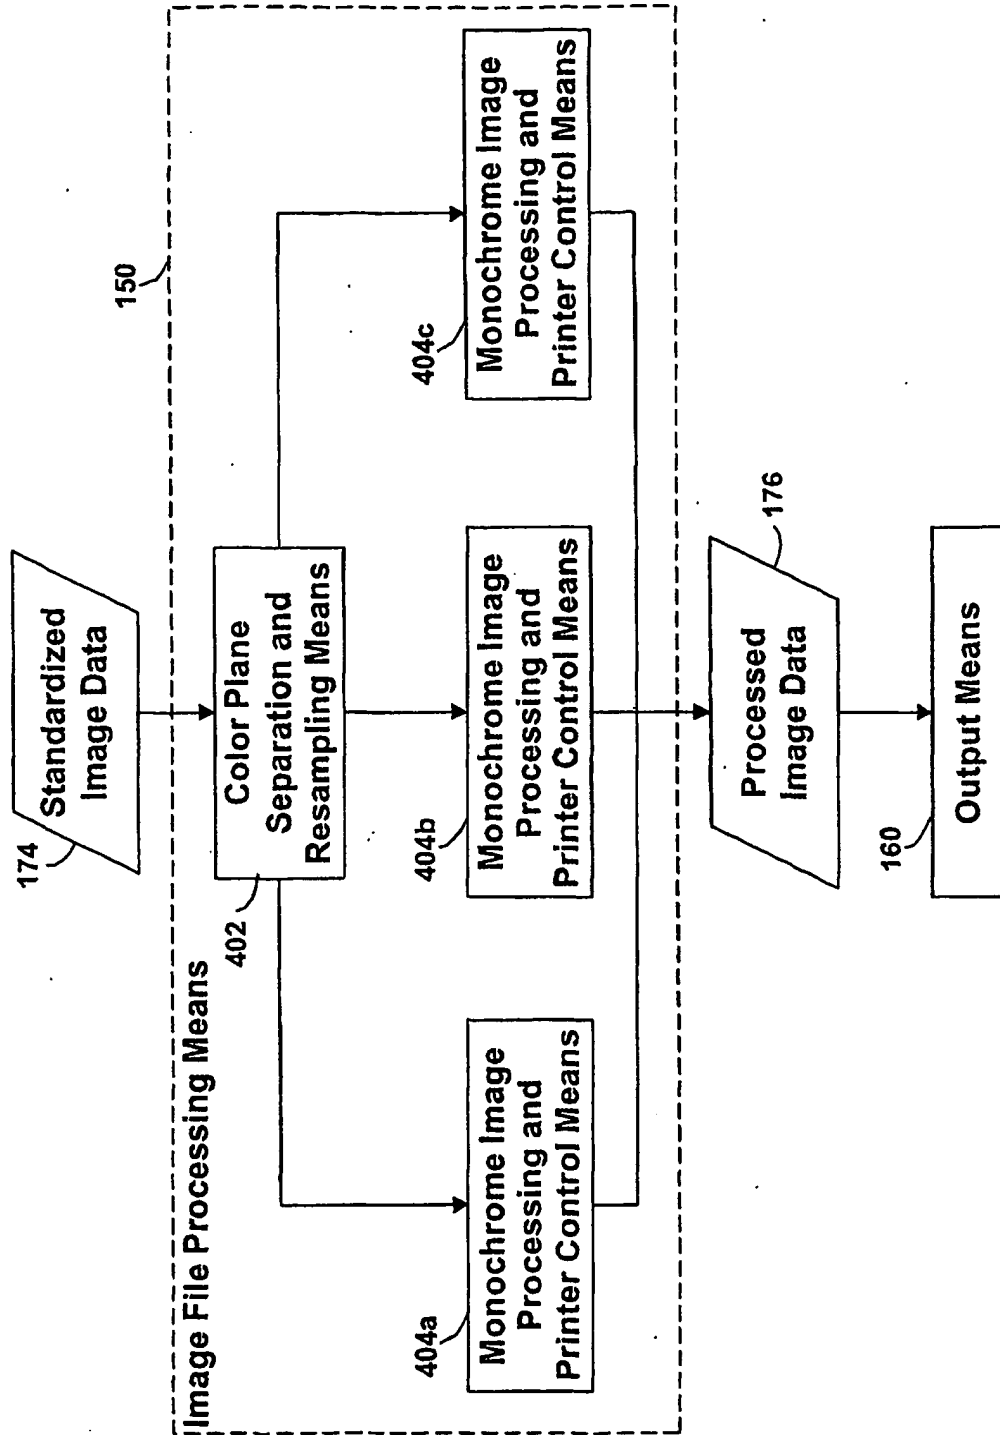 174
Standardized
Image Data
150
Image File Processing Means
402
Color Plane
Separation and
Resampling Means
404a
Monochrome Image
Processing and
Printer Control Means
404b
Monochrome Image
Processing and
Printer Control Means
404c
Monochrome Image
Processing and
Printer Control Means
Processed
Image Data
176
160
Output Means